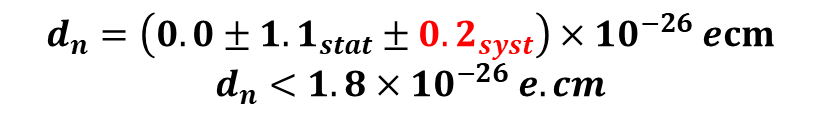 dₙ = (0.0 ± 1.1stat ± 0.2syst) × 10⁻²⁶ ecm
dₙ < 1.8 × 10⁻²⁶ e.cm